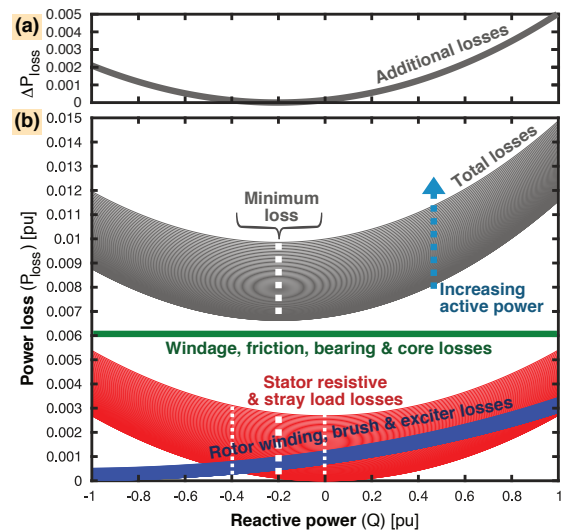 (a)
ΔP_loss
0.005
0.004
0.003
0.002
0.001
0
Additional losses
(b)
Power loss (P_loss) [pu]
0.015
0.014
0.013
0.012
0.011
0.01
0.009
0.008
0.007
0.006
0.005
0.004
0.003
0.002
0.001
0
Total losses
Minimum
loss
Increasing
active power
Windage, friction, bearing & core losses
Stator resistive
& stray load losses
Rotor winding, brush & exciter losses
-1 -0.8 -0.6 -0.4 -0.2 0 0.2 0.4 0.6 0.8 1
Reactive power (Q) [pu]